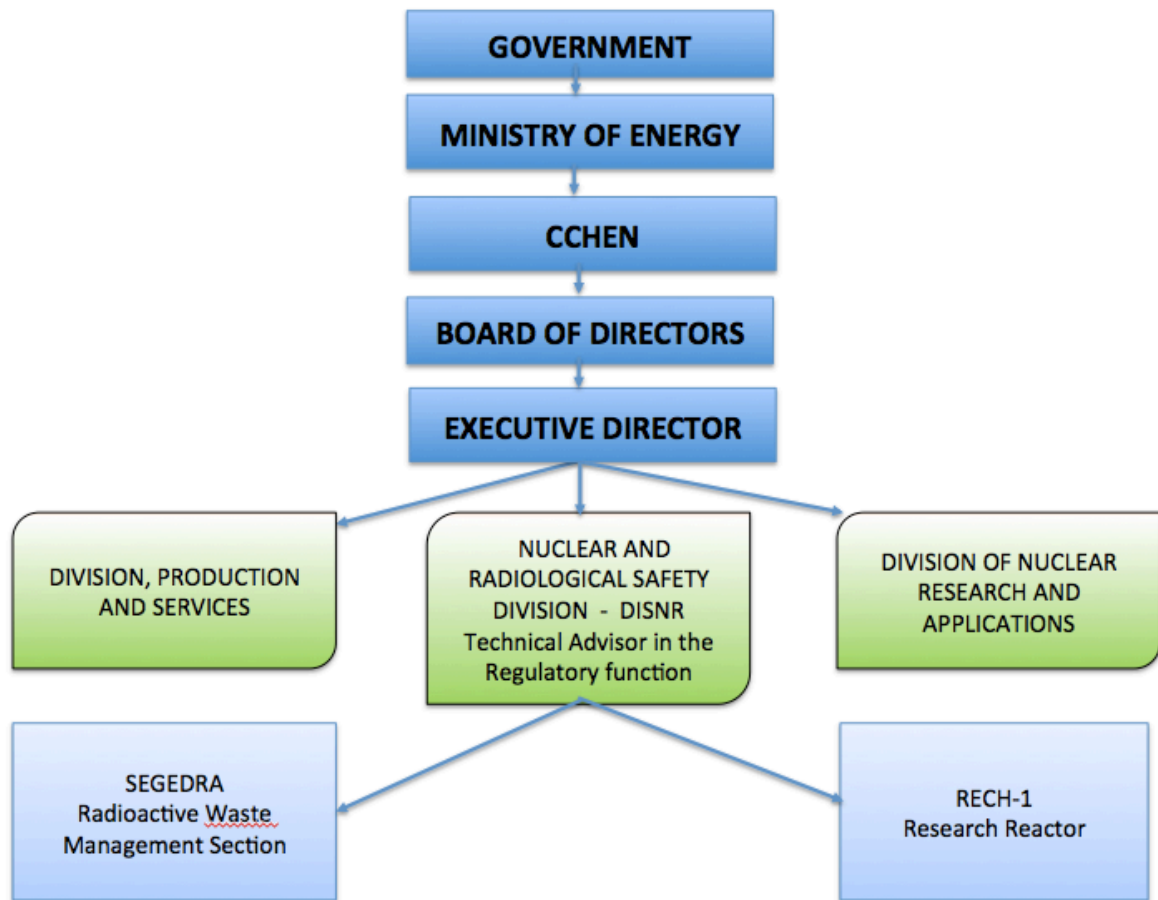 GOVERNMENT
MINISTRY OF ENERGY
CCHEN
BOARD OF DIRECTORS
EXECUTIVE DIRECTOR
DIVISION, PRODUCTION
AND SERVICES
NUCLEAR AND
RADIOLOGICAL SAFETY
DIVISION - DISNR
Technical Advisor in the
Regulatory function
DIVISION OF NUCLEAR
RESEARCH AND
APPLICATIONS
SEGEDRA
Radioactive Waste
Management Section
RECH-1
Research Reactor